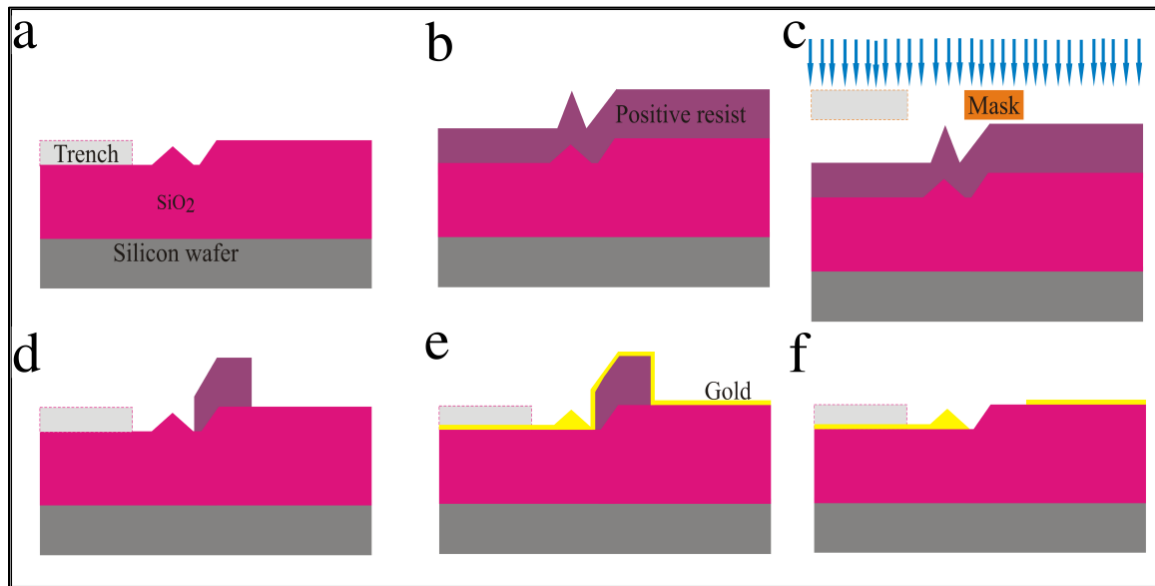 a
b
c
Trench
SiO2
Silicon wafer
Positive resist
Mask
d
e
f
Gold